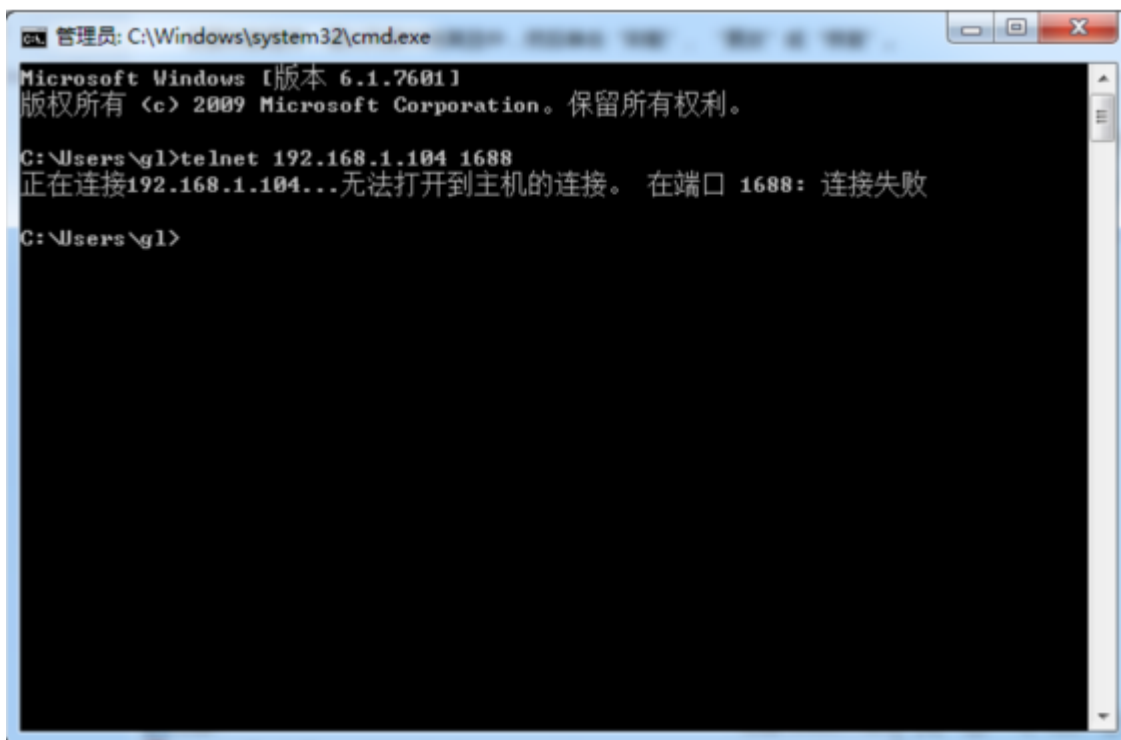 管理员: C:\Windows\system32\cmd.exe
Microsoft Windows [版本 6.1.7601]
版权所有 (c) 2009 Microsoft Corporation。保留所有权利。
C:\Users\gl>telnet 192.168.1.104 1688
正在连接192.168.1.104...无法打开到主机的连接。 在端口 1688: 连接失败
C:\Users\gl>